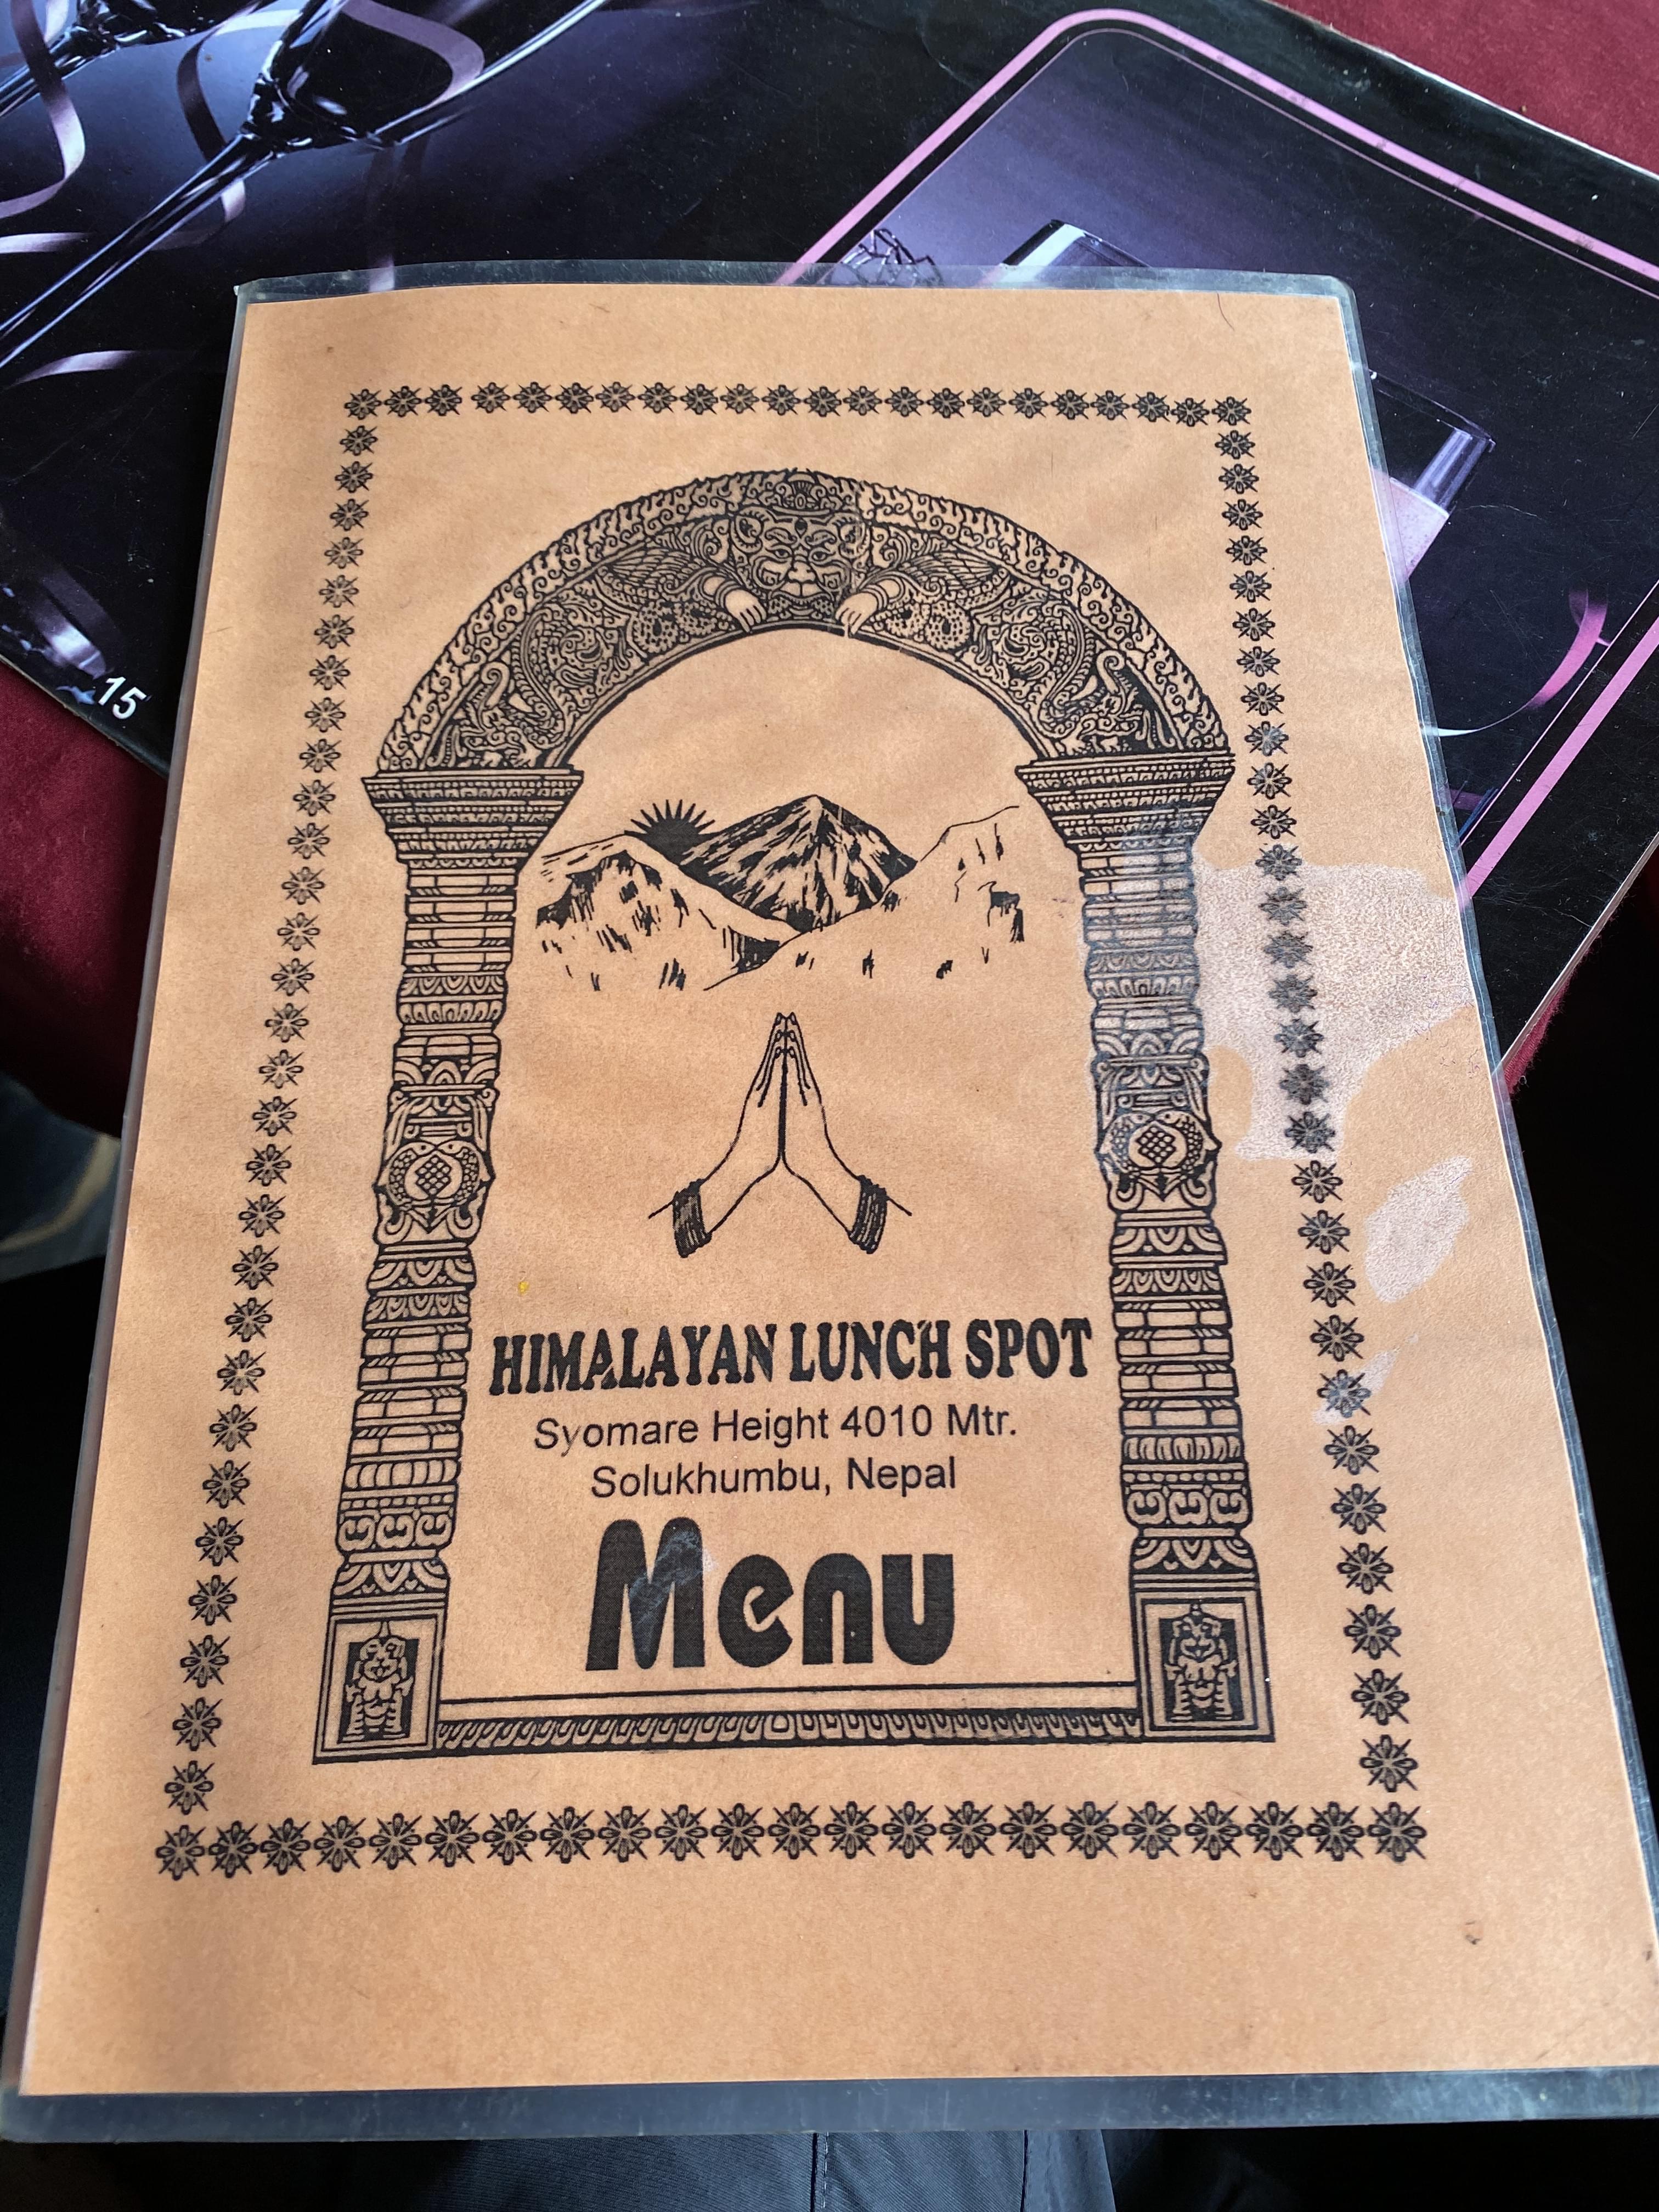 15
HIMALAYAN LUNCH SPOT
Syomare Height 4010 Mtr.
Solukhumbu, Nepal
Menu